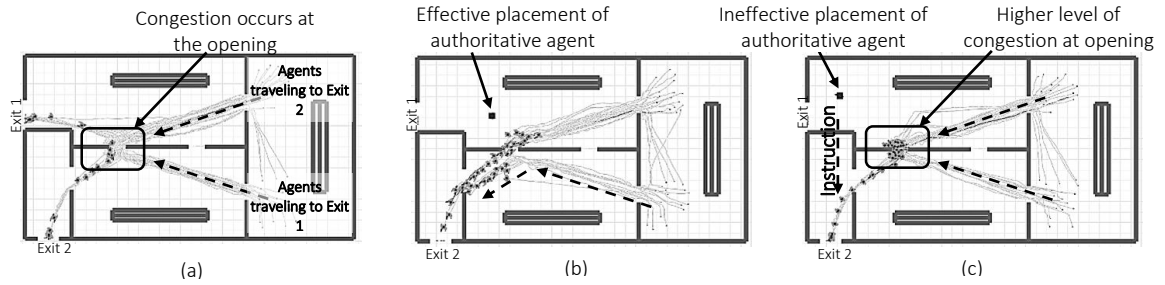 Congestion occurs at
the opening
Agents
traveling to Exit
2
Exit 1
Agents
traveling to Exit
1
Exit 2
(a)
Effective placement of
authoritative agent
Exit 1
Exit 2
(b)
Ineffective placement of
authoritative agent
Higher level of
congestion at opening
Exit 1
Instruction
Exit 2
(c)